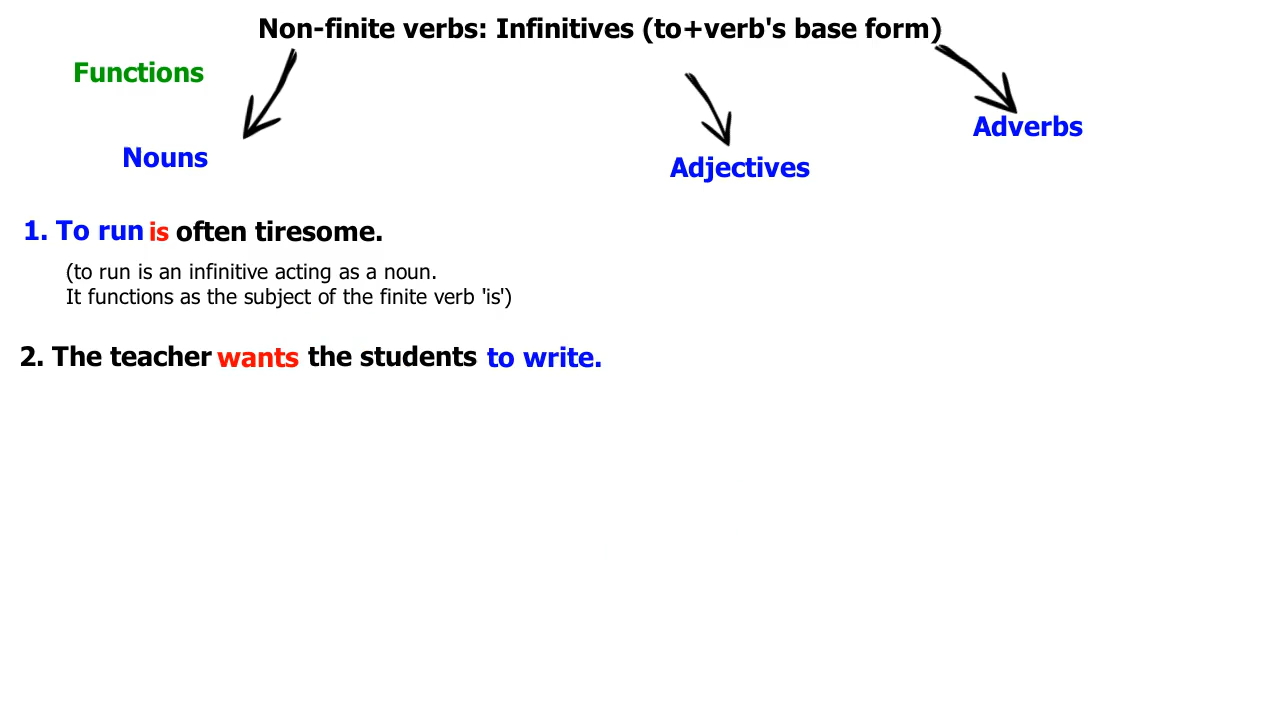 Non-finite verbs: Infinitives (to+verb's base form)
Functions
Nouns
Adjectives
Adverbs
1. To run is often tiresome.
(to run is an infinitive acting as a noun.
It functions as the subject of the finite verb 'is')
2. The teacher wants the students to write.